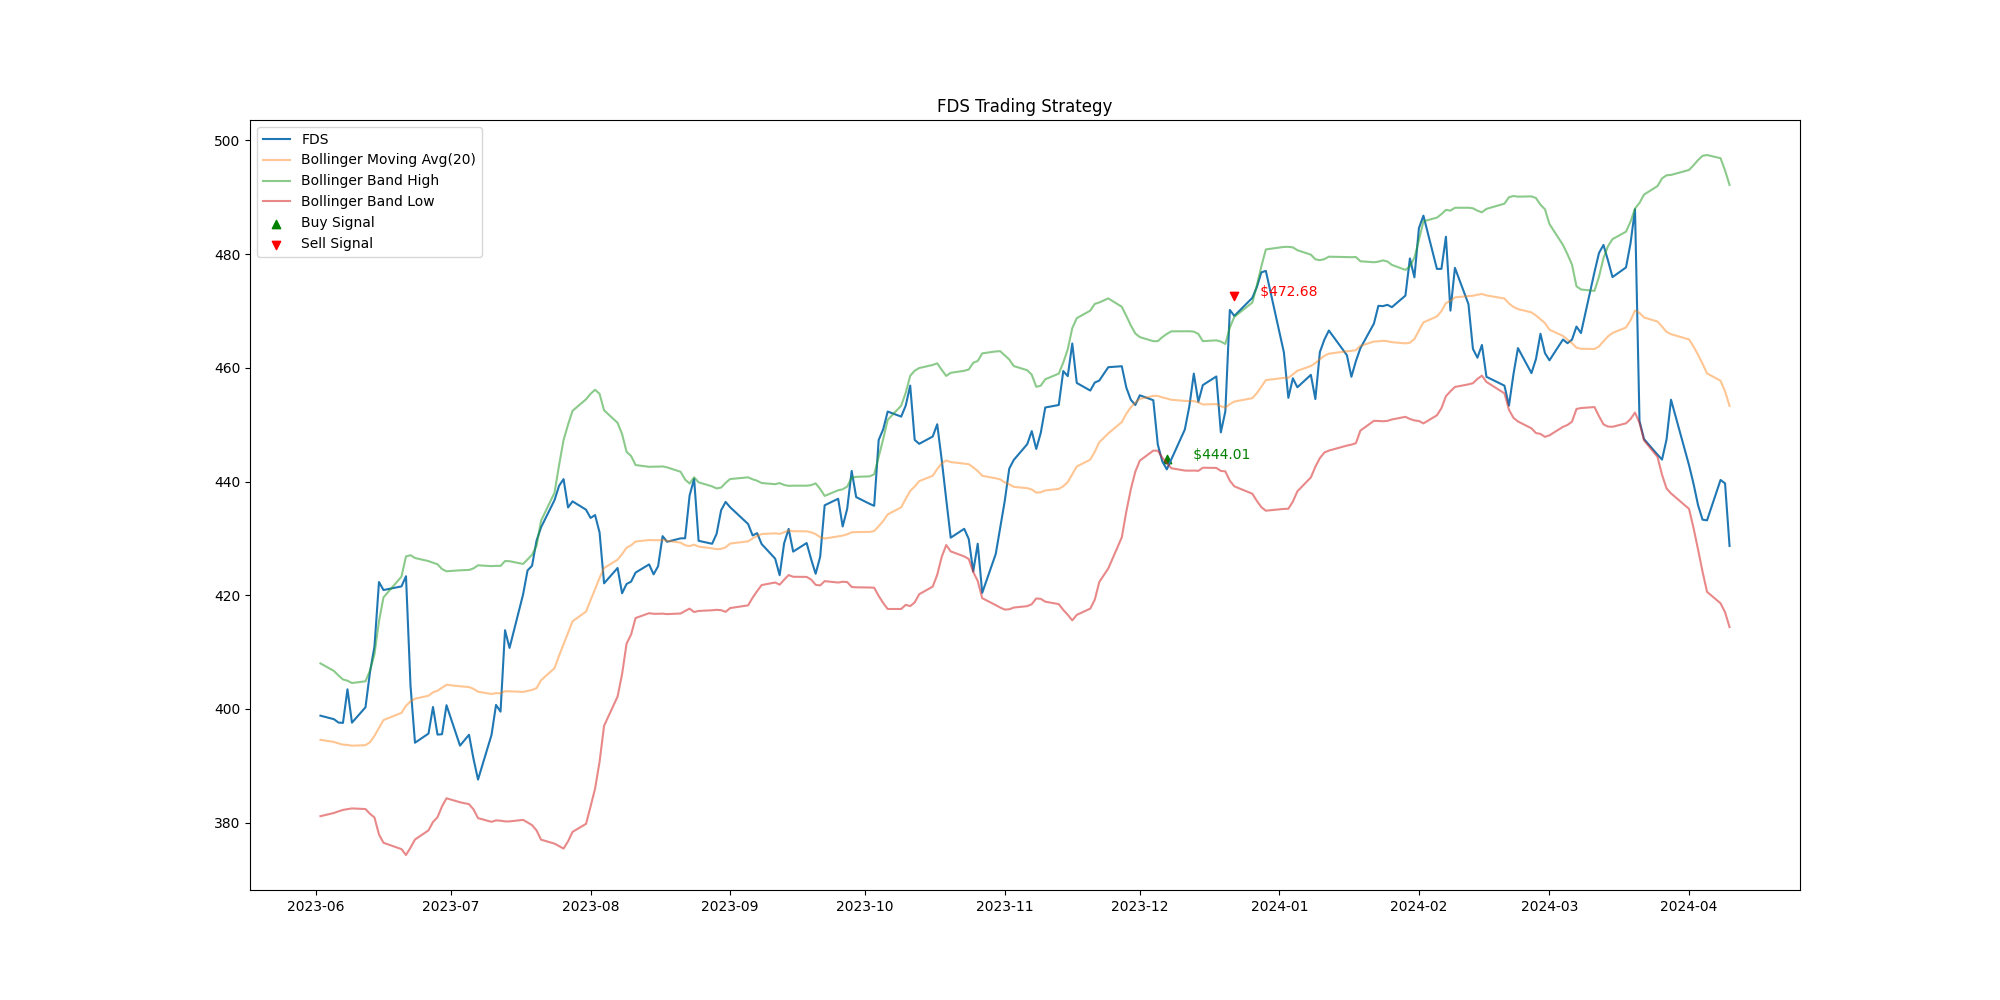 FDS Trading Strategy
500
480
460
440
420
400
380
FDS
Bollinger Moving Avg(20)
Bollinger Band High
Bollinger Band Low
Buy Signal
Sell Signal
$472.68
$444.01
2023-06 2023-07 2023-08 2023-09 2023-10 2023-11 2023-12 2024-01 2024-02 2024-03 2024-04